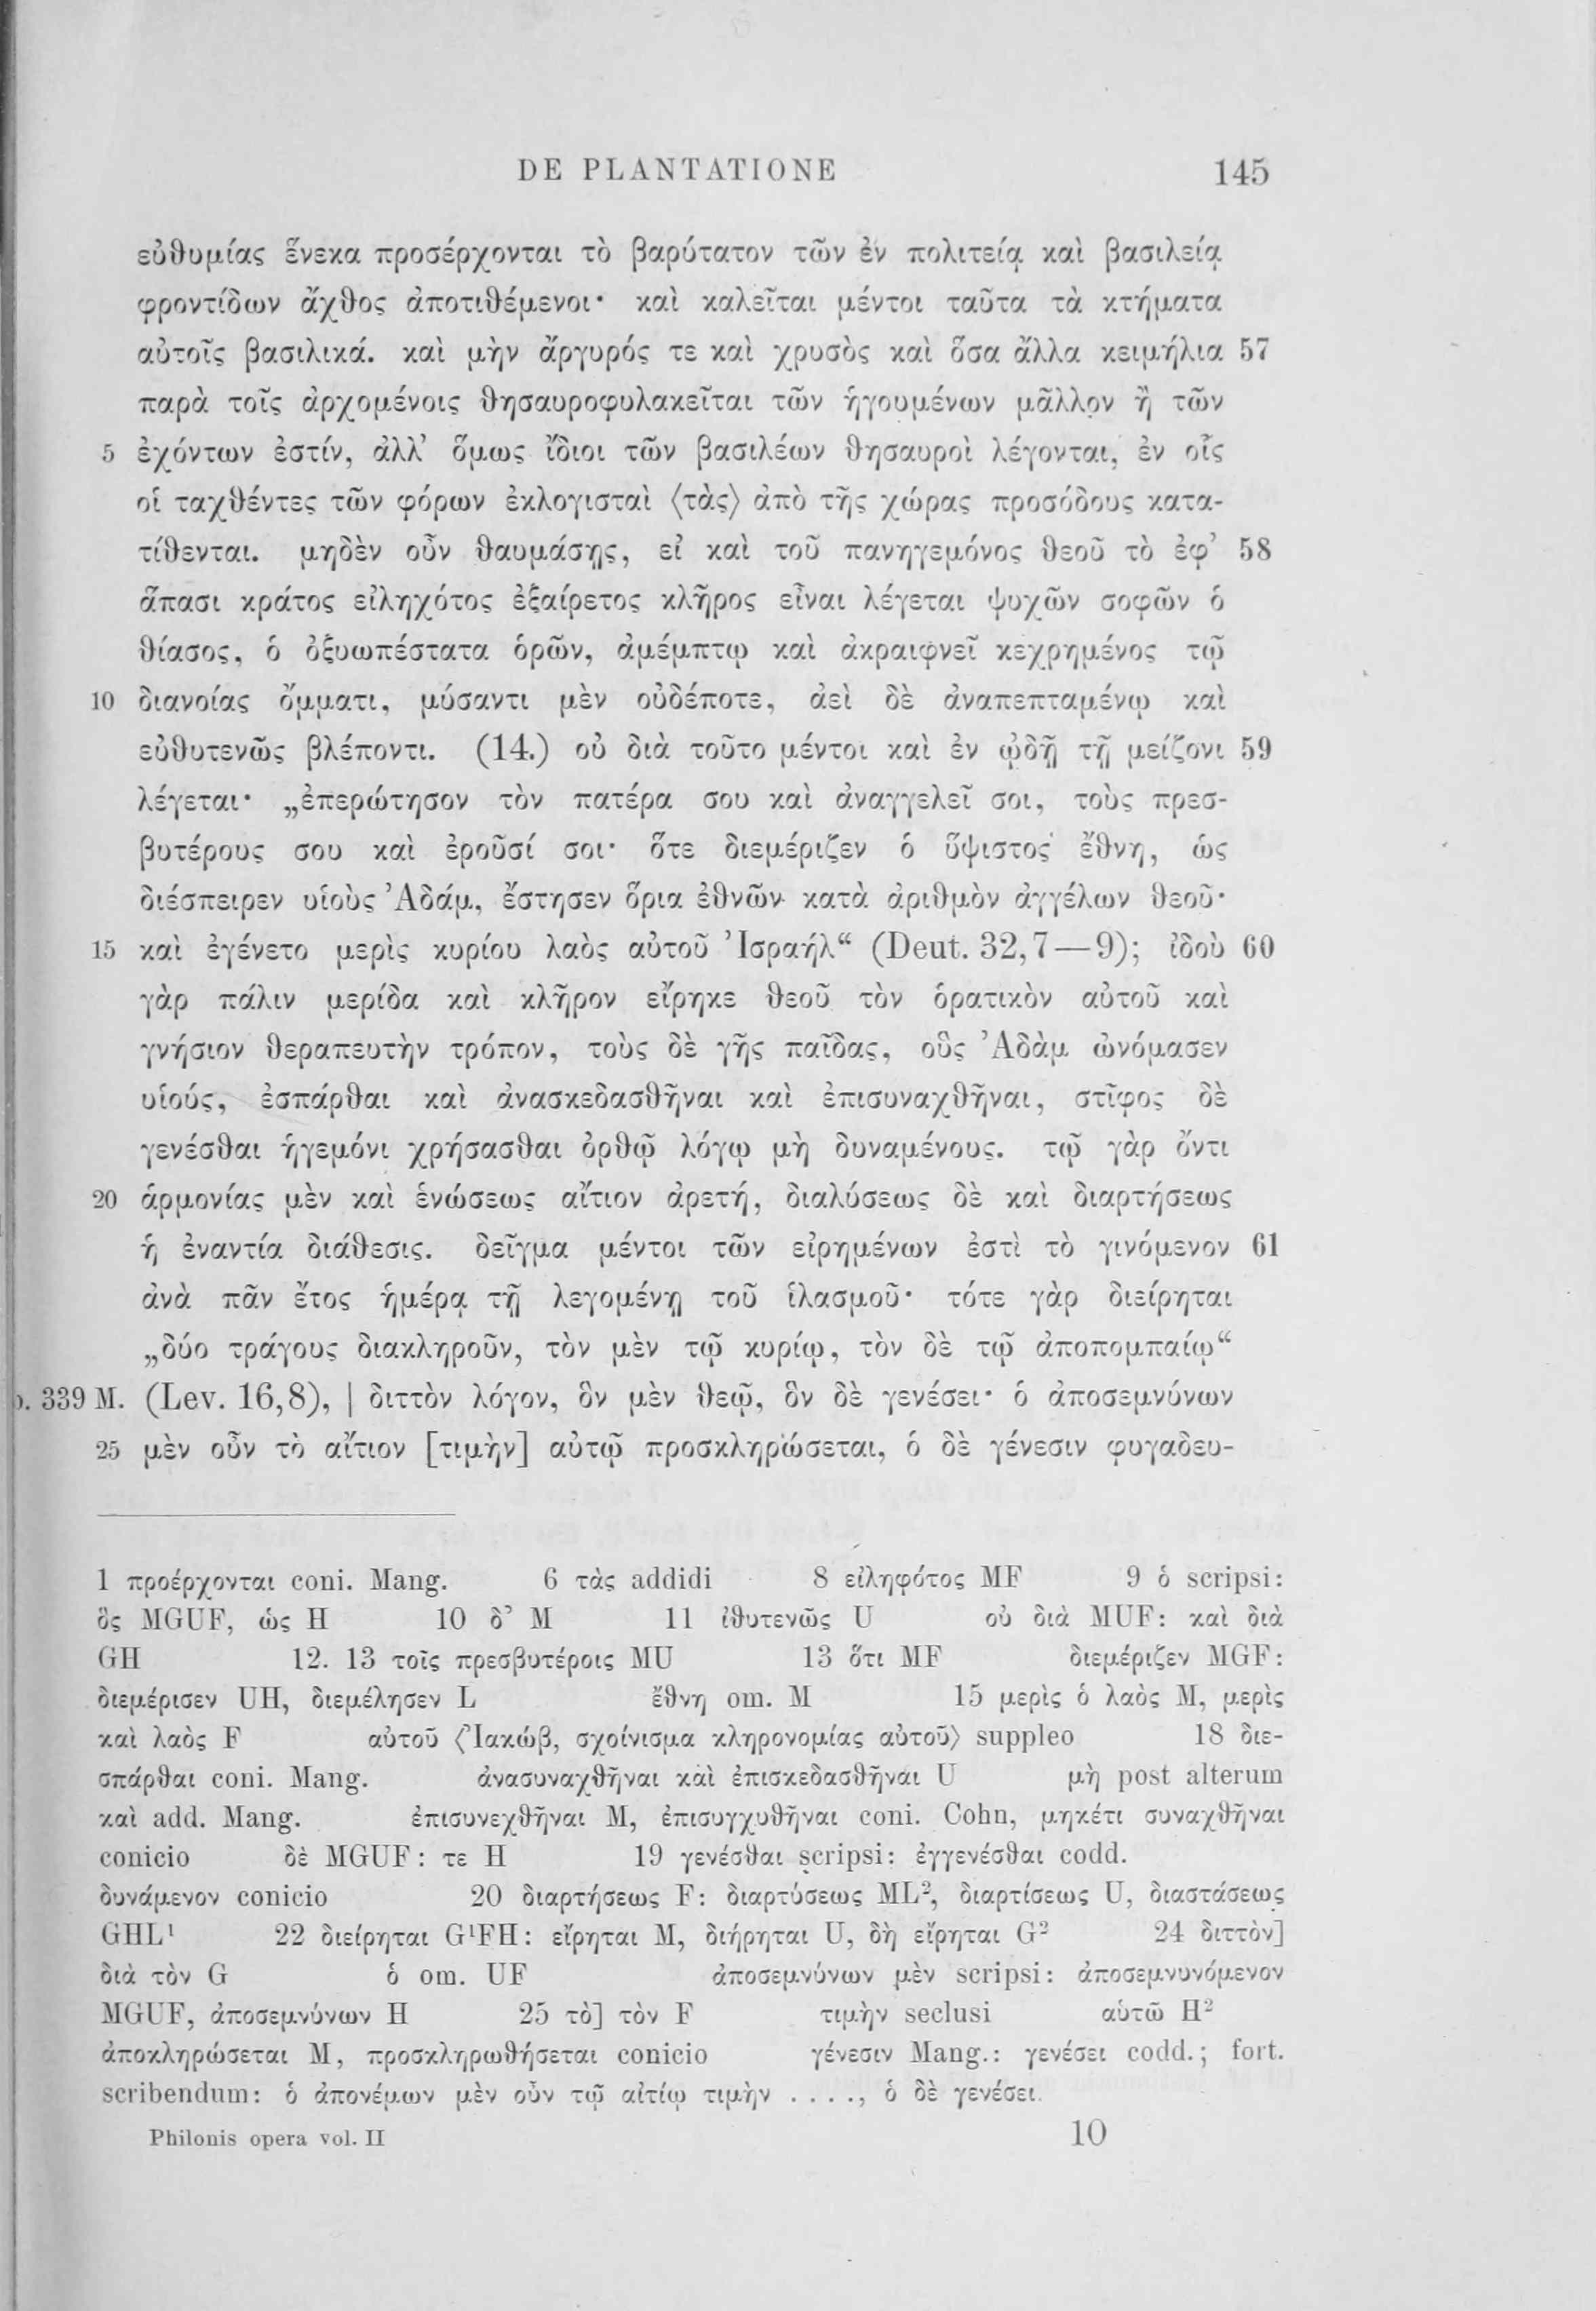 DE PLANTATIONE 145
εὐθυμίας ἕνεκα προσέρχονται τὸ βαρύτατον τῶν ἐν πολιτείᾳ καὶ βασιλείᾳ
φροντίδων ἄχθος ἀποτιθέμενοι· καὶ καλεῖται μέντοι ταῦτα τὰ κτήματα
αὐτοῖς βασιλικά. καὶ μὴν ἄργυρός τε καὶ χρυσὸς καὶ ὅσα ἄλλα κειμήλια 57
παρὰ τοῖς ἀρχομένοις θησαυροφυλακεῖται τῶν ἡγουμένων μᾶλλον ἢ τῶν
5 ἐχόντων ἐστίν, ἀλλ’ ὅμως ἴδιοι τῶν βασιλέων θησαυροὶ λέγονται, ἐν οἷς
οἱ ταχθέντες τῶν φόρων ἐκλογισταὶ ⟨τὰς⟩ ἀπὸ τῆς χώρας προσόδους κατα-
τίθενται. μηδὲν οὖν θαυμάσῃς, εἰ καὶ τοῦ πανηγεμόνος θεοῦ τὸ ἐφ’ 58
ἅπασι κράτος εἰληχότος ἐξαίρετος κλῆρος εἶναι λέγεται ψυχῶν σοφῶν ὁ
θίασος, ὁ ὀξυωπέστατα ὁρῶν, ἀμέμπτῳ καὶ ἀκραιφνεῖ κεχρημένος τῷ
10 διανοίας ὄμματι, μύσαντι μὲν οὐδέποτε, ἀεὶ δὲ ἀναπεπταμένῳ καὶ
εὐθυτενῶς βλέποντι. (14.) οὐ διὰ τοῦτο μέντοι καὶ ἐν ᾠδῇ τῇ μείζονι 59
λέγεται· „ἐπερώτησον τὸν πατέρα σου καὶ ἀναγγελεῖ σοι, τοὺς πρεσ-
βυτέρους σου καὶ ἐροῦσί σοι· ὅτε διεμέριζεν ὁ ὕψιστος ἔθνη, ὡς
διέσπειρεν υἱοὺς Ἀδάμ, ἔστησεν ὅρια ἐθνῶν κατὰ ἀριθμὸν ἀγγέλων θεοῦ·
15 καὶ ἐγένετο μερὶς κυρίου λαὸς αὐτοῦ Ἰσραήλ“ (Deut. 32,7—9); ἰδοὺ 60
γὰρ πάλιν μερίδα καὶ κλῆρον εἴρηκε θεοῦ τὸν ὁρατικὸν αὐτοῦ καὶ
γνήσιον θεραπευτὴν τρόπον, τοὺς δὲ γῆς παῖδας, οὓς Ἀδὰμ ὠνόμασεν
υἱούς, ἐσπάρθαι καὶ ἀνασκεδασθῆναι καὶ ἐπισυναχθῆναι, στῖφος δὲ
γενέσθαι ἡγεμόνι χρήσασθαι ὀρθῷ λόγῳ μὴ δυναμένους. τῷ γὰρ ὄντι
20 ἁρμονίας μὲν καὶ ἑνώσεως αἴτιον ἀρετή, διαλύσεως δὲ καὶ διαρτήσεως
ἡ ἐναντία διάθεσις. δεῖγμα μέντοι τῶν εἰρημένων ἐστὶ τὸ γινόμενον 61
ἀνὰ πᾶν ἔτος ἡμέρᾳ τῇ λεγομένῃ τοῦ ἱλασμοῦ· τότε γὰρ διείρηται
„δύο τράγους διακληροῦν, τὸν μὲν τῷ κυρίῳ, τὸν δὲ τῷ ἀποπομπαίῳ“
p. 339 M. (Lev. 16,8), | διττὸν λόγον, ὃν μὲν θεῷ, ὃν δὲ γενέσει· ὁ ἀποσεμνύνων
25 μὲν οὖν τὸ αἴτιον [τιμὴν] αὐτῷ προσκληρώσεται, ὁ δὲ γένεσιν φυγαδευ-
1 προέρχονται coni. Mang. 6 τὰς addidi 8 εἰληφότος MF 9 ὁ scripsi:
ὃς MGUF, ὡς H 10 δ’ M 11 ἰθυτενῶς U οὐ διὰ MUF: καὶ διὰ
GH 12. 13 τοῖς πρεσβυτέροις MU 13 ὅτι MF διεμέριζεν MGF:
διεμέρισεν UH, διεμέλησεν L ἔθνη om. M 15 μερὶς ὁ λαὸς M, μερὶς
καὶ λαὸς F αὐτοῦ ⟨Ἰακώβ, σχοίνισμα κληρονομίας αὐτοῦ⟩ suppleo 18 διε-
σπάρθαι coni. Mang. ἀνασυναχθῆναι καὶ ἐπισκεδασθῆναι U μὴ post alterum
καὶ add. Mang. ἐπισυνεχθῆναι M, ἐπισυγχυθῆναι coni. Cohn, μηκέτι συναχθῆναι
conicio δὲ MGUF: τε H 19 γενέσθαι scripsi: ἐγγενέσθαι codd.
δυνάμενον conicio 20 διαρτήσεως F: διαρτύσεως ML², διαρτίσεως U, διαστάσεως
GHL¹ 22 διείρηται G¹FH: εἴρηται M, διήρηται U, δὴ εἴρηται G² 24 διττὸν]
διὰ τὸν G ὁ om. UF ἀποσεμνύνων μὲν scripsi: ἀποσεμνυνόμενον
MGUF, ἀποσεμνύνων H 25 τὸ] τὸν F τιμὴν seclusi αὑτῶ H²
ἀποκληρώσεται M, προσκληρωθήσεται conicio γένεσιν Mang.: γενέσει codd.; fort.
scribendum: ὁ ἀπονέμων μὲν οὖν τῷ αἰτίῳ τιμὴν . . . ., ὁ δὲ γενέσει.
Philonis opera vol. II 10